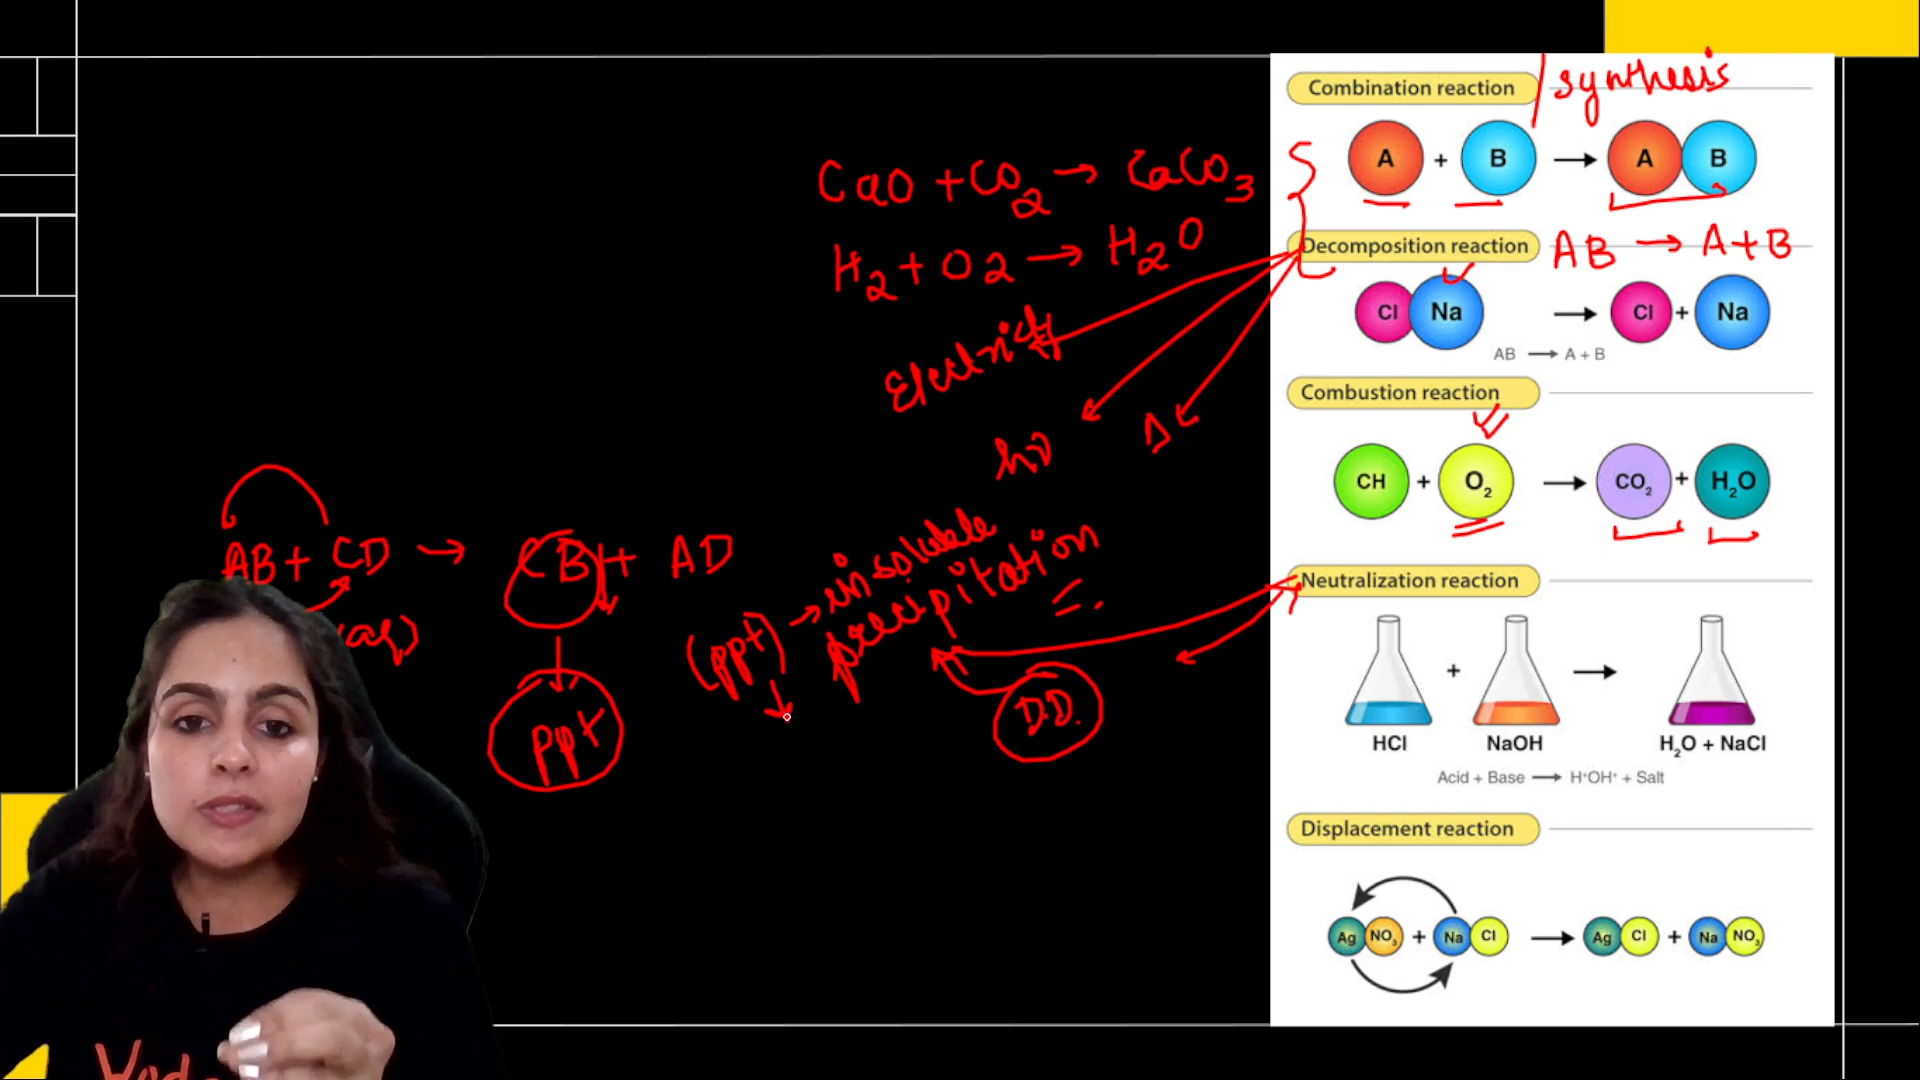 Combination reaction / synthesis
A + B → A B
CaO + CO2 → CaCO3
H2 + O2 → H2O
Decomposition reaction AB → A+B
Cl Na → Cl + Na
AB → A + B
Electricity
hν
Δ
Combustion reaction
CH + O2 → CO2 + H2O
AB + CD → CB↓ + AD
(aq)
(ppt) → insoluble
precipitation
ppt
D.D.
Neutralization reaction
+ →
HCl NaOH H2O + NaCl
Acid + Base → H⁺OH⁺ + Salt
Displacement reaction
Ag NO3 + Na Cl → Ag Cl + Na NO3